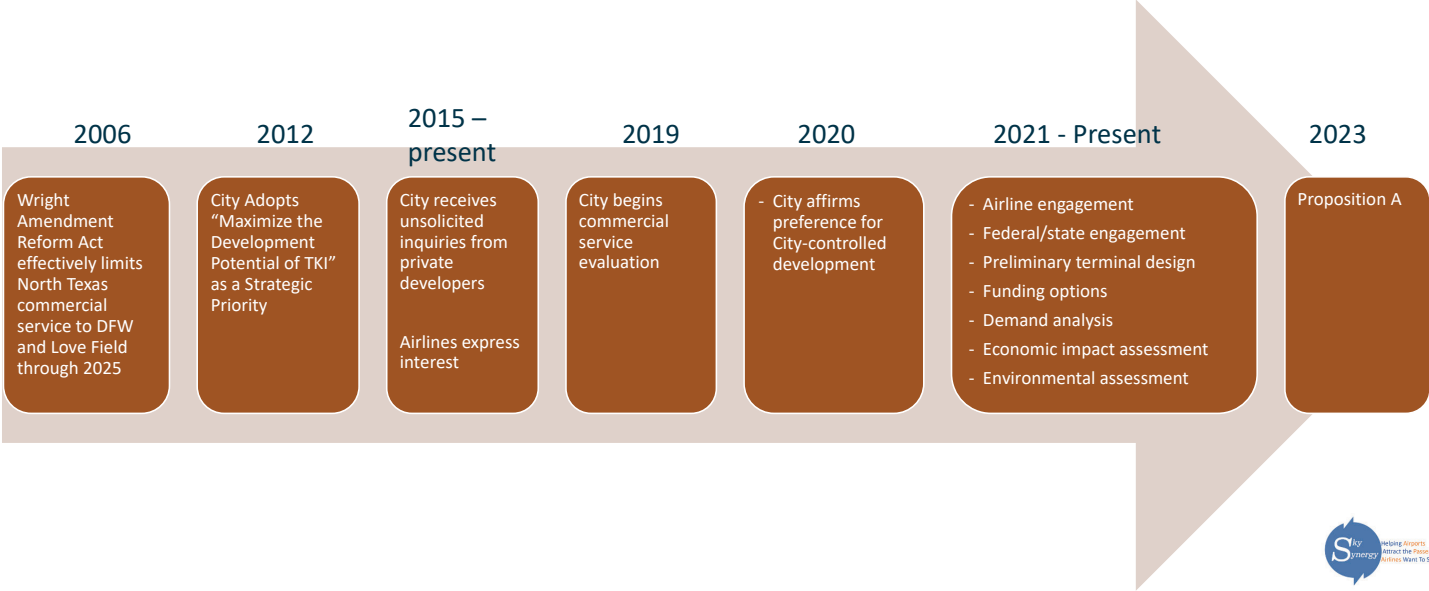 2006
Wright
Amendment
Reform Act
effectively limits
North Texas
commercial
service to DFW
and Love Field
through 2025
2012
City Adopts
“Maximize the
Development
Potential of TKI”
as a Strategic
Priority
2015 –
present
City receives
unsolicited
inquiries from
private
developers
Airlines express
interest
2019
City begins
commercial
service
evaluation
2020
- City affirms
preference for
City-controlled
development
2021 - Present
- Airline engagement
- Federal/state engagement
- Preliminary terminal design
- Funding options
- Demand analysis
- Economic impact assessment
- Environmental assessment
2023
Proposition A
Sky
Synergy
Helping Airports
Attract the
Airlines Want To